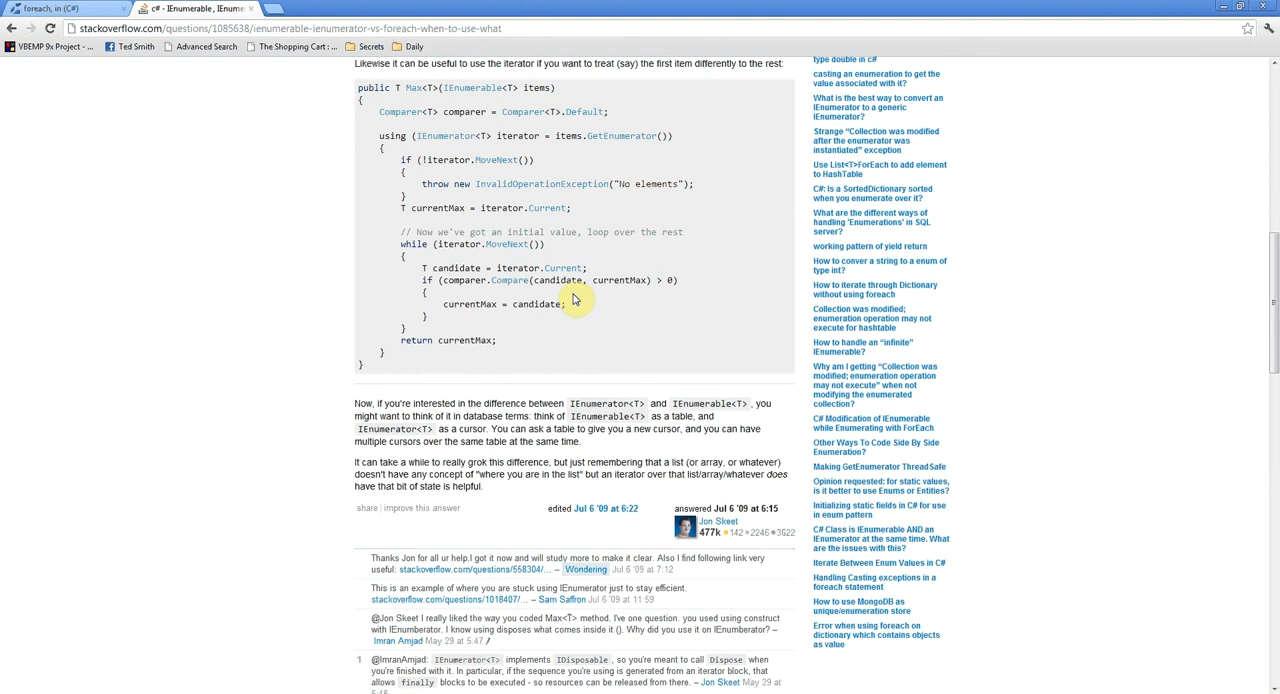 foreach, in (C#)
c# - IEnumerable , IEnume
stackoverflow.com/questions/1085638/ienumerable-ienumerator-vs-foreach-when-to-use-what
VBEMP 9x Project - ...
Ted Smith
Advanced Search
The Shopping Cart : ...
Secrets
Daily
Likewise it can be useful to use the iterator if you want to treat (say) the first item differently to the rest:
public T Max<T>(IEnumerable<T> items)
{
Comparer<T> comparer = Comparer<T>.Default;
using (IEnumerator<T> iterator = items.GetEnumerator())
{
if (!iterator.MoveNext())
{
throw new InvalidOperationException("No elements");
}
T currentMax = iterator.Current;
// Now we've got an initial value, loop over the rest
while (iterator.MoveNext())
{
T candidate = iterator.Current;
if (comparer.Compare(candidate, currentMax) > 0)
{
currentMax = candidate;
}
}
return currentMax;
}
}
Now, if you're interested in the difference between IEnumerator<T> and IEnumerable<T>, you
might want to think of it in database terms: think of IEnumerable<T> as a table, and
IEnumerator<T> as a cursor. You can ask a table to give you a new cursor, and you can have
multiple cursors over the same table at the same time.
It can take a while to really grok this difference, but just remembering that a list (or array, or whatever)
doesn't have any concept of "where you are in the list" but an iterator over that list/array/whatever does
have that bit of state is helpful.
share | improve this answer
edited Jul 6 '09 at 6:22
answered Jul 6 '09 at 6:15
Jon Skeet
477k 142 2246 3622
Thanks Jon for all ur help.I got it now and will study more to make it clear. Also I find following link very
useful: stackoverflow.com/questions/558304/... – Wondering Jul 6 '09 at 7:12
This is an example of where you are stuck using IEnumerator just to stay efficient.
stackoverflow.com/questions/1018407/... – Sam Saffron Jul 6 '09 at 11:59
@Jon Skeet I really liked the way you coded Max<T> method. I've one question. you used using construct
with IEnumberator. I know using disposes what comes inside it (). Why did you use it on IEnumberator? –
Imran Amjad May 29 at 5:47
1 @ImranAmjad: IEnumerator<T> implements IDisposable, so you're meant to call Dispose when
you're finished with it. In particular, if the sequence you're using is generated from an iterator block, that
allows finally blocks to be executed - so resources can be released from there. – Jon Skeet May 29 at
5:48
type double in c#
casting an enumeration to get the
value associated with it?
What is the best way to convert an
IEnumerator to a generic
IEnumerator?
Strange "Collection was modified
after the enumerator was
instantiated" exception
Use List<T>ForEach to add element
to HashTable
C#: Is a SortedDictionary sorted
when you enumerate over it?
What are the different ways of
handling 'Enumerations' in SQL
server?
working pattern of yield return
How to conver a string to a enum of
type int?
How to iterate through Dictionary
without using foreach
Collection was modified;
enumeration operation may not
execute for hashtable
How to handle an "infinite"
IEnumerable?
Why am I getting "Collection was
modified; enumeration operation
may not execute" when not
modifying the enumerated
collection?
C# Modification of IEnumerable
while Enumerating with ForEach
Other Ways To Code Side By Side
Enumeration?
Making GetEnumerator ThreadSafe
Opinion requested: for static values,
is it better to use Enums or Entities?
Initializing static fields in C# for use
in enum pattern
C# Class is IEnumerable AND an
IEnumerator at the same time. What
are the issues with this?
Iterate Between Enum Values in C#
Handling Casting exceptions in a
foreach statement
How to use MongoDB as
unique/enumeration store
Error when using foreach on
dictionary which contains objects
as value